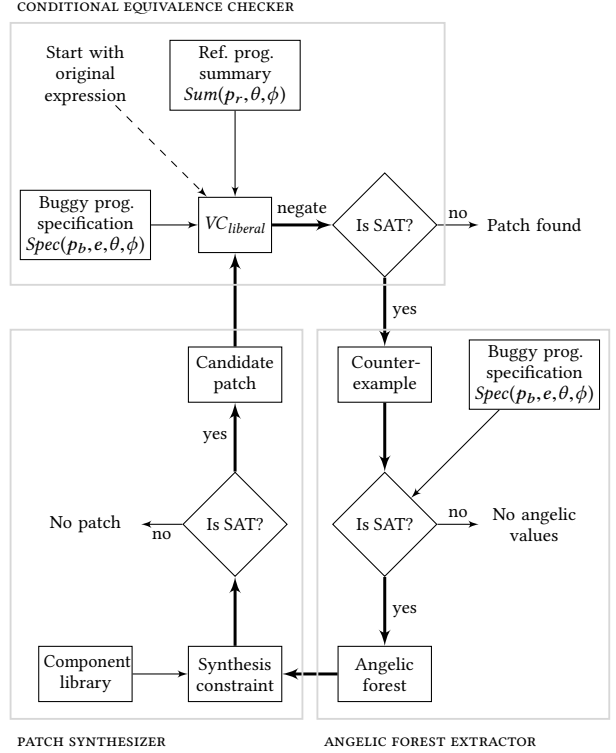 CONDITIONAL EQUIVALENCE CHECKER
Start with
original
expression
Ref. prog.
summary
Sum(pr,θ,ϕ)
Buggy prog.
specification
Spec(pb,e,θ,ϕ)
VCliberal
negate
Is SAT?
no
Patch found
yes
Candidate
patch
Counter-
example
Buggy prog.
specification
Spec(pb,e,θ,ϕ)
yes
No patch
no
Is SAT?
Is SAT?
no
No angelic
values
yes
Component
library
Synthesis
constraint
Angelic
forest
PATCH SYNTHESIZER
ANGELIC FOREST EXTRACTOR